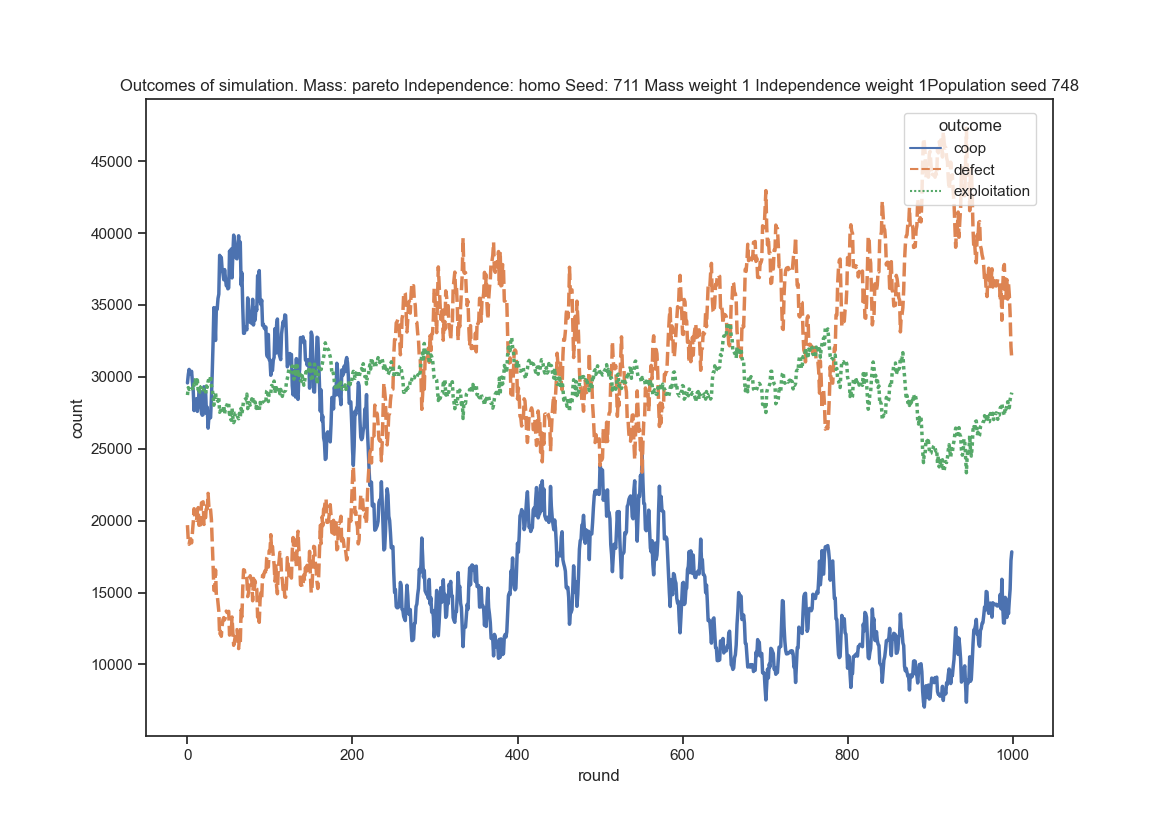 Outcomes of simulation. Mass: pareto Independence: homo Seed: 711 Mass weight 1 Independence weight 1Population seed 748
outcome
coop
defect
exploitation
45000
40000
35000
30000
25000
20000
15000
10000
count
0
200
400
600
800
1000
round